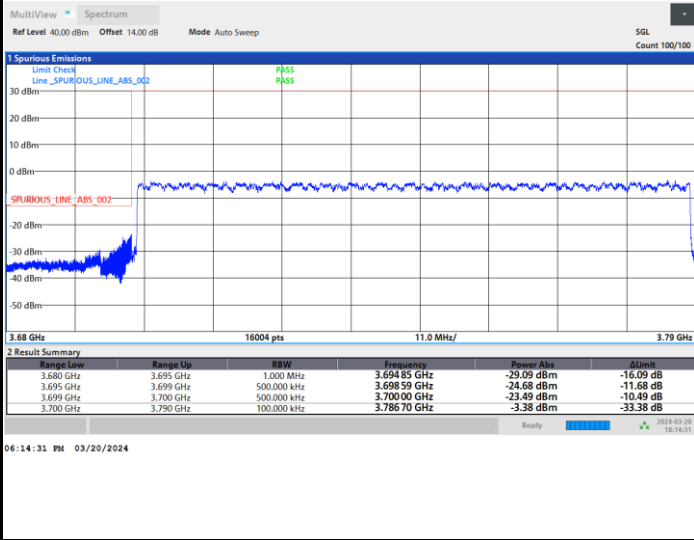 MultiView Spectrum
Ref Level 40.00 dBm Offset 14.00 dB Mode Auto Sweep SGL
Count 100/100
1 Spurious Emissions
Limit Check PASS
Line _SPURIOUS_LINE_ABS_002 PASS
30 dBm
20 dBm
10 dBm
0 dBm
_SPURIOUS_LINE_ABS_002
-20 dBm
-30 dBm
-40 dBm
-50 dBm
3.68 GHz 16004 pts 11.0 MHz/ 3.79 GHz
2 Result Summary
Range Low Range Up RBW Frequency Power Abs ΔLimit
3.680 GHz 3.695 GHz 1.000 MHz 3.694 85 GHz -29.09 dBm -16.09 dB
3.695 GHz 3.699 GHz 500.000 kHz 3.698 59 GHz -24.68 dBm -11.68 dB
3.699 GHz 3.700 GHz 500.000 kHz 3.700 00 GHz -23.49 dBm -10.49 dB
3.700 GHz 3.790 GHz 100.000 kHz 3.786 70 GHz -3.38 dBm -33.38 dB
Ready 2024-03-20
18:14:31
06:14:31 PM 03/20/2024